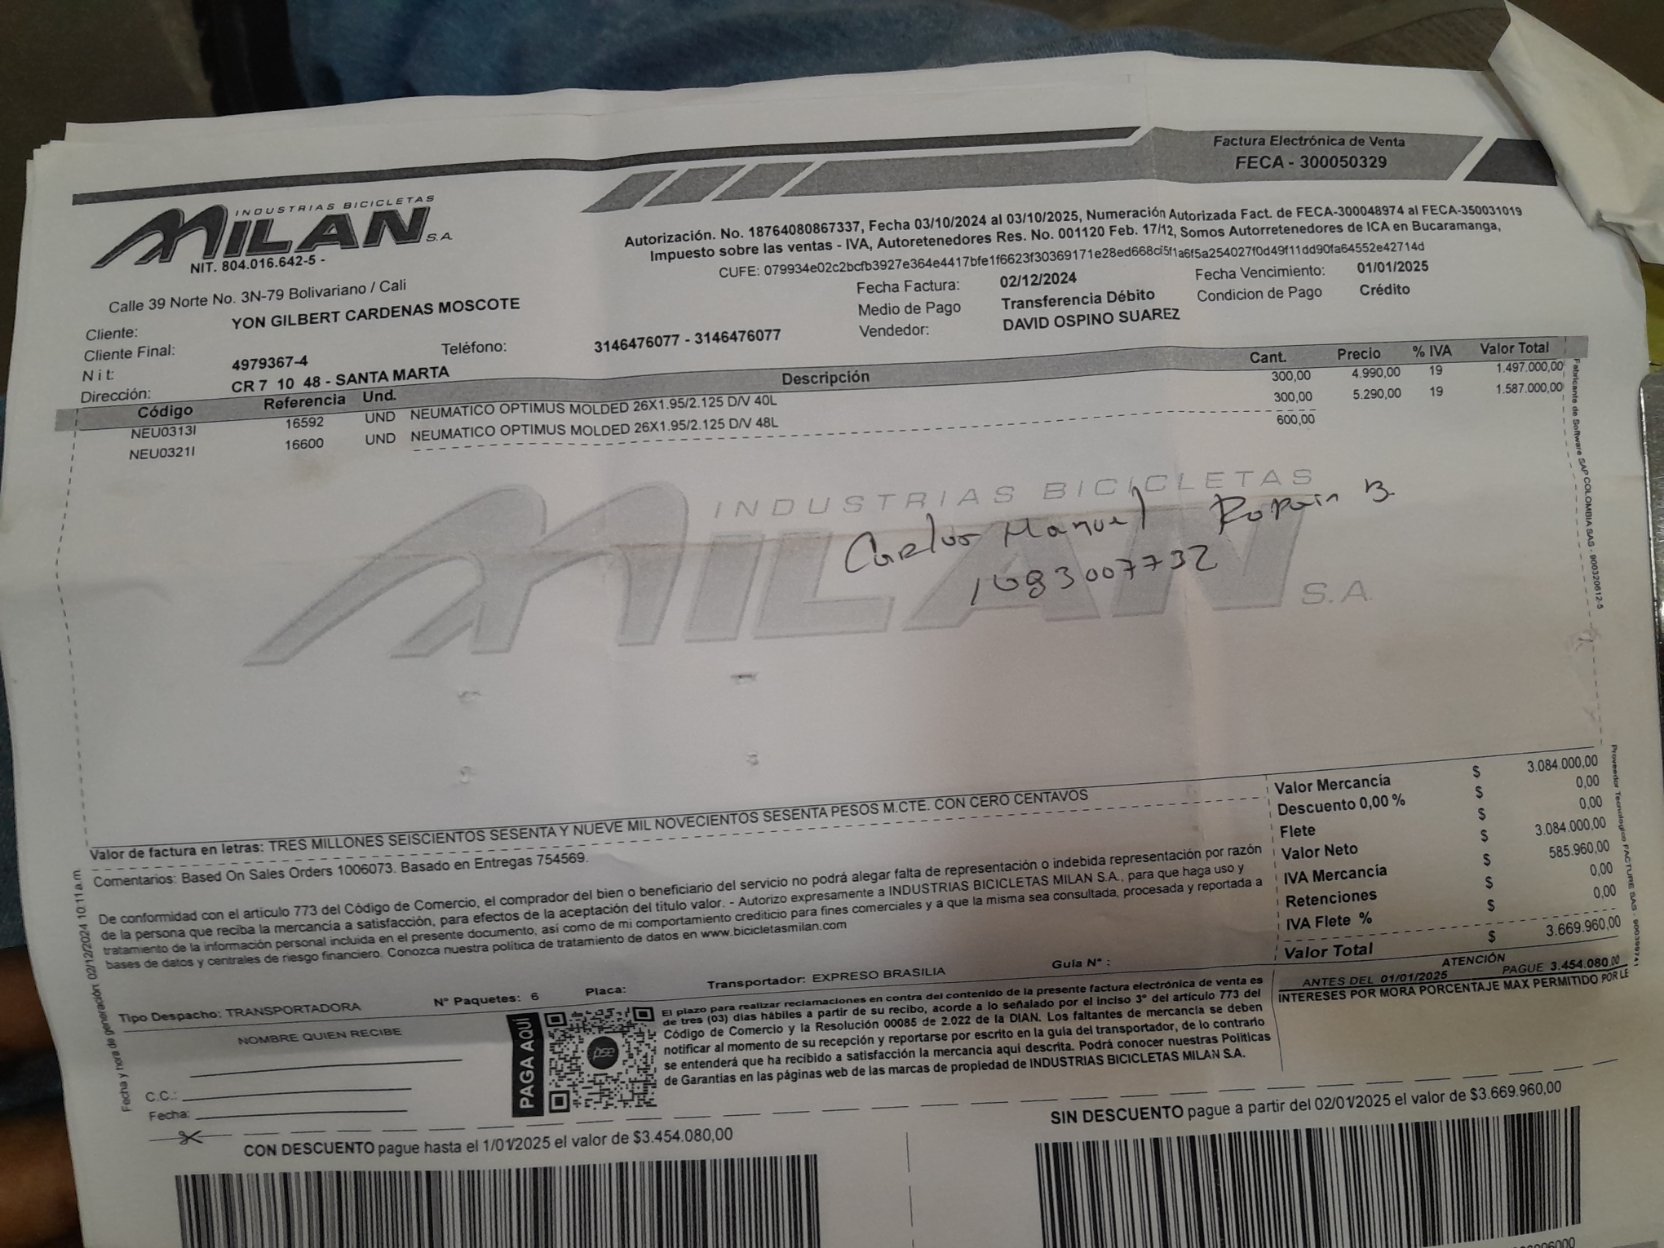 Factura Electrónica de Venta
FECA - 300050329
INDUSTRIAS BICICLETAS
MILAN S.A.
NIT. 804.016.642-5 -
Calle 39 Norte No. 3N-79 Bolivariano / Cali
Autorización. No. 18764080867337, Fecha 03/10/2024 al 03/10/2025, Numeración Autorizada Fact. de FECA-300048974 al FECA-350031019
Impuesto sobre las ventas - IVA, Autoretenedores Res. No. 001120 Feb. 17/12, Somos Autorretenedores de ICA en Bucaramanga,
CUFE:
Fecha Factura: 02/12/2024 Fecha Vencimiento: 01/01/2025
Medio de Pago Transferencia Débito Condicion de Pago Crédito
Vendedor: DAVID OSPINO SUAREZ
Cliente: YON GILBERT CARDENAS MOSCOTE
Cliente Final:
Nit: 4979367-4 Teléfono: 3146476077 - 3146476077
Dirección: CR 7 10 48 - SANTA MARTA
Código Referencia Und. Descripción Cant. Precio % IVA Valor Total
NEU0313I 16592 UND NEUMATICO OPTIMUS MOLDED 26X1.95/2.125 D/V 40L 300,00 4.990,00 19 1.497.000,00
NEU0321I 16600 UND NEUMATICO OPTIMUS MOLDED 26X1.95/2.125 D/V 48L 300,00 5.290,00 19 1.587.000,00
600,00
INDUSTRIAS BICICLETAS
MILAN S.A.
Carlos Manuel
1083007732
Fabricante de Software SAP COLOMBIA SAS - 900320612-5
Valor de factura en letras: TRES MILLONES SEISCIENTOS SESENTA Y NUEVE MIL NOVECIENTOS SESENTA PESOS M.CTE. CON CERO CENTAVOS
Comentarios: Based On Sales Orders 1006073. Basado en Entregas 754569.
De conformidad con el articulo 773 del Código de Comercio, el comprador del bien o beneficiario del servicio no podrá alegar falta de representación o indebida representación por razón
de la persona que reciba la mercancia a satisfacción, para efectos de la aceptación del titulo valor. - Autorizo expresamente a INDUSTRIAS BICICLETAS MILAN S.A., para que haga uso y
tratamiento de la información personal incluida en el presente documento, así como de mi comportamiento crediticio para fines comerciales y a que la misma sea consultada, procesada y reportada a
bases de datos y centrales de riesgo financiero. Conozca nuestra política de tratamiento de datos en www.bicicletasmilan.com
Valor Mercancía $ 3.084.000,00
Descuento 0,00 % $ 0,00
Flete $ 0,00
Valor Neto $ 3.084.000,00
IVA Mercancia $ 585.960,00
Retenciones $ 0,00
IVA Flete % $ 0,00
Valor Total $ 3.669.960,00
ATENCIÓN
ANTES DEL 01/01/2025 PAGUE 3.454.080,00
INTERESES POR MORA PORCENTAJE MAX PERMITIDO POR LE
Fecha y hora de generación: 02/12/2024 10:11a.m
Tipo Despacho: TRANSPORTADORA N° Paquetes: 6 Placa: Transportador: EXPRESO BRASILIA Guia N° :
NOMBRE QUIEN RECIBE
C.C.:
Fecha:
PAGA AQUÍ
pse
El plazo para realizar reclamaciones en contra del contenido de la presente factura electrónica de venta es
de tres (03) días hábiles a partir de su recibo, acorde a lo señalado por el inciso 3° del artículo 773 del
Código de Comercio y la Resolución 00085 de 2.022 de la DIAN. Los faltantes de mercancía se deben
notificar al momento de su recepción y reportarse por escrito en la guía del transportador, de lo contrario
se entenderá que ha recibido a satisfacción la mercancia aquí descrita. Podrá conocer nuestras Políticas
de Garantías en las páginas web de las marcas de propiedad de INDUSTRIAS BICICLETAS MILAN S.A.
CON DESCUENTO pague hasta el 1/01/2025 el valor de $3.454.080,00
SIN DESCUENTO pague a partir del 02/01/2025 el valor de $3.669.960,00